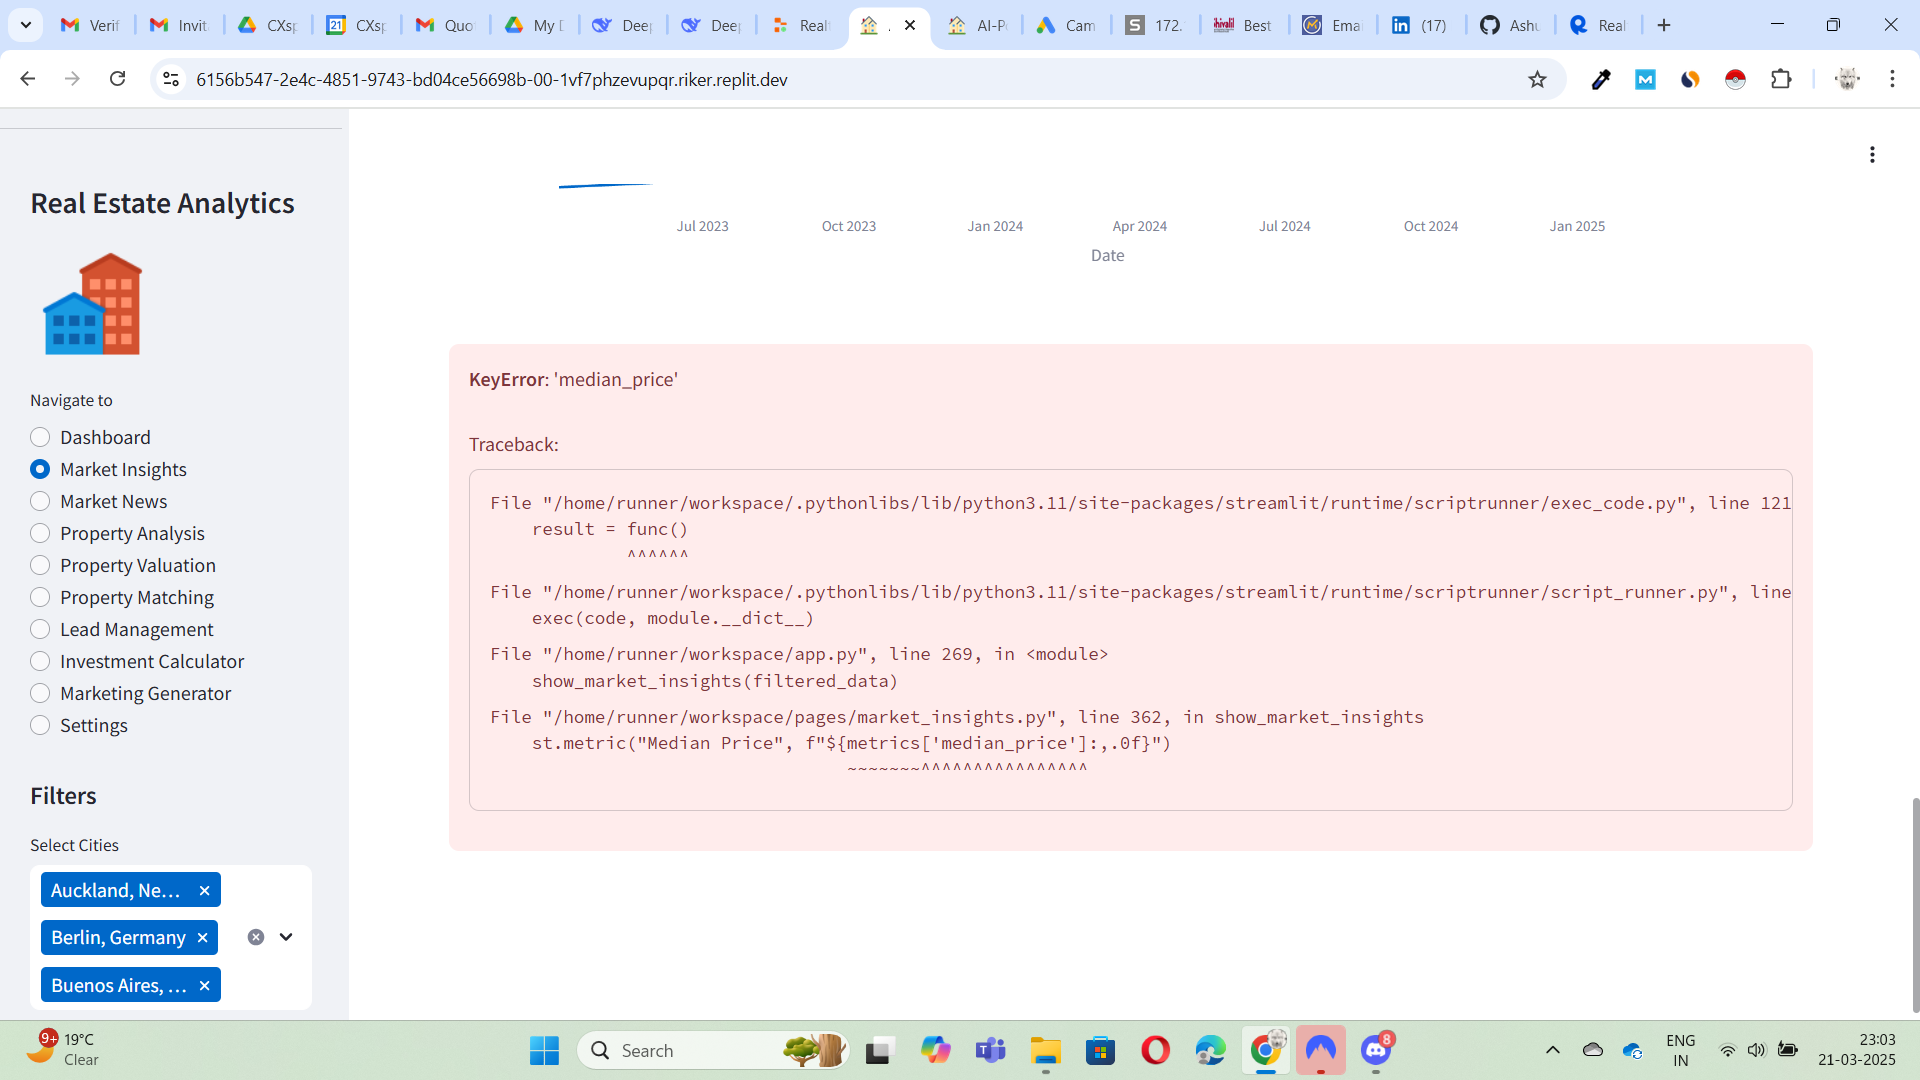 Verif
Invit
CXsp
21
CXsp
Quo
My D
Deep
Deep
Realt
.
AI-P
Cam
S
172.
Best
Emai
in
(17)
Ashu
Real
6156b547-2e4c-4851-9743-bd04ce56698b-00-1vf7phzevupqr.riker.replit.dev
M
Real Estate Analytics
Navigate to
Dashboard
Market Insights
Market News
Property Analysis
Property Valuation
Property Matching
Lead Management
Investment Calculator
Marketing Generator
Settings
Filters
Select Cities
Auckland, Ne...
Berlin, Germany
Buenos Aires, ...
Jul 2023
Oct 2023
Jan 2024
Apr 2024
Jul 2024
Oct 2024
Jan 2025
Date
KeyError: 'median_price'
Traceback:
File "/home/runner/workspace/.pythonlibs/lib/python3.11/site-packages/streamlit/runtime/scriptrunner/exec_code.py", line 121
result = func()
^^^^^^
File "/home/runner/workspace/.pythonlibs/lib/python3.11/site-packages/streamlit/runtime/scriptrunner/script_runner.py", line
exec(code, module.__dict__)
File "/home/runner/workspace/app.py", line 269, in <module>
show_market_insights(filtered_data)
File "/home/runner/workspace/pages/market_insights.py", line 362, in show_market_insights
st.metric("Median Price", f"${metrics['median_price']:,.0f}")
~~~~~~~^^^^^^^^^^^^^^^^
9+
19°C
Clear
Search
8
ENG
IN
23:03
21-03-2025